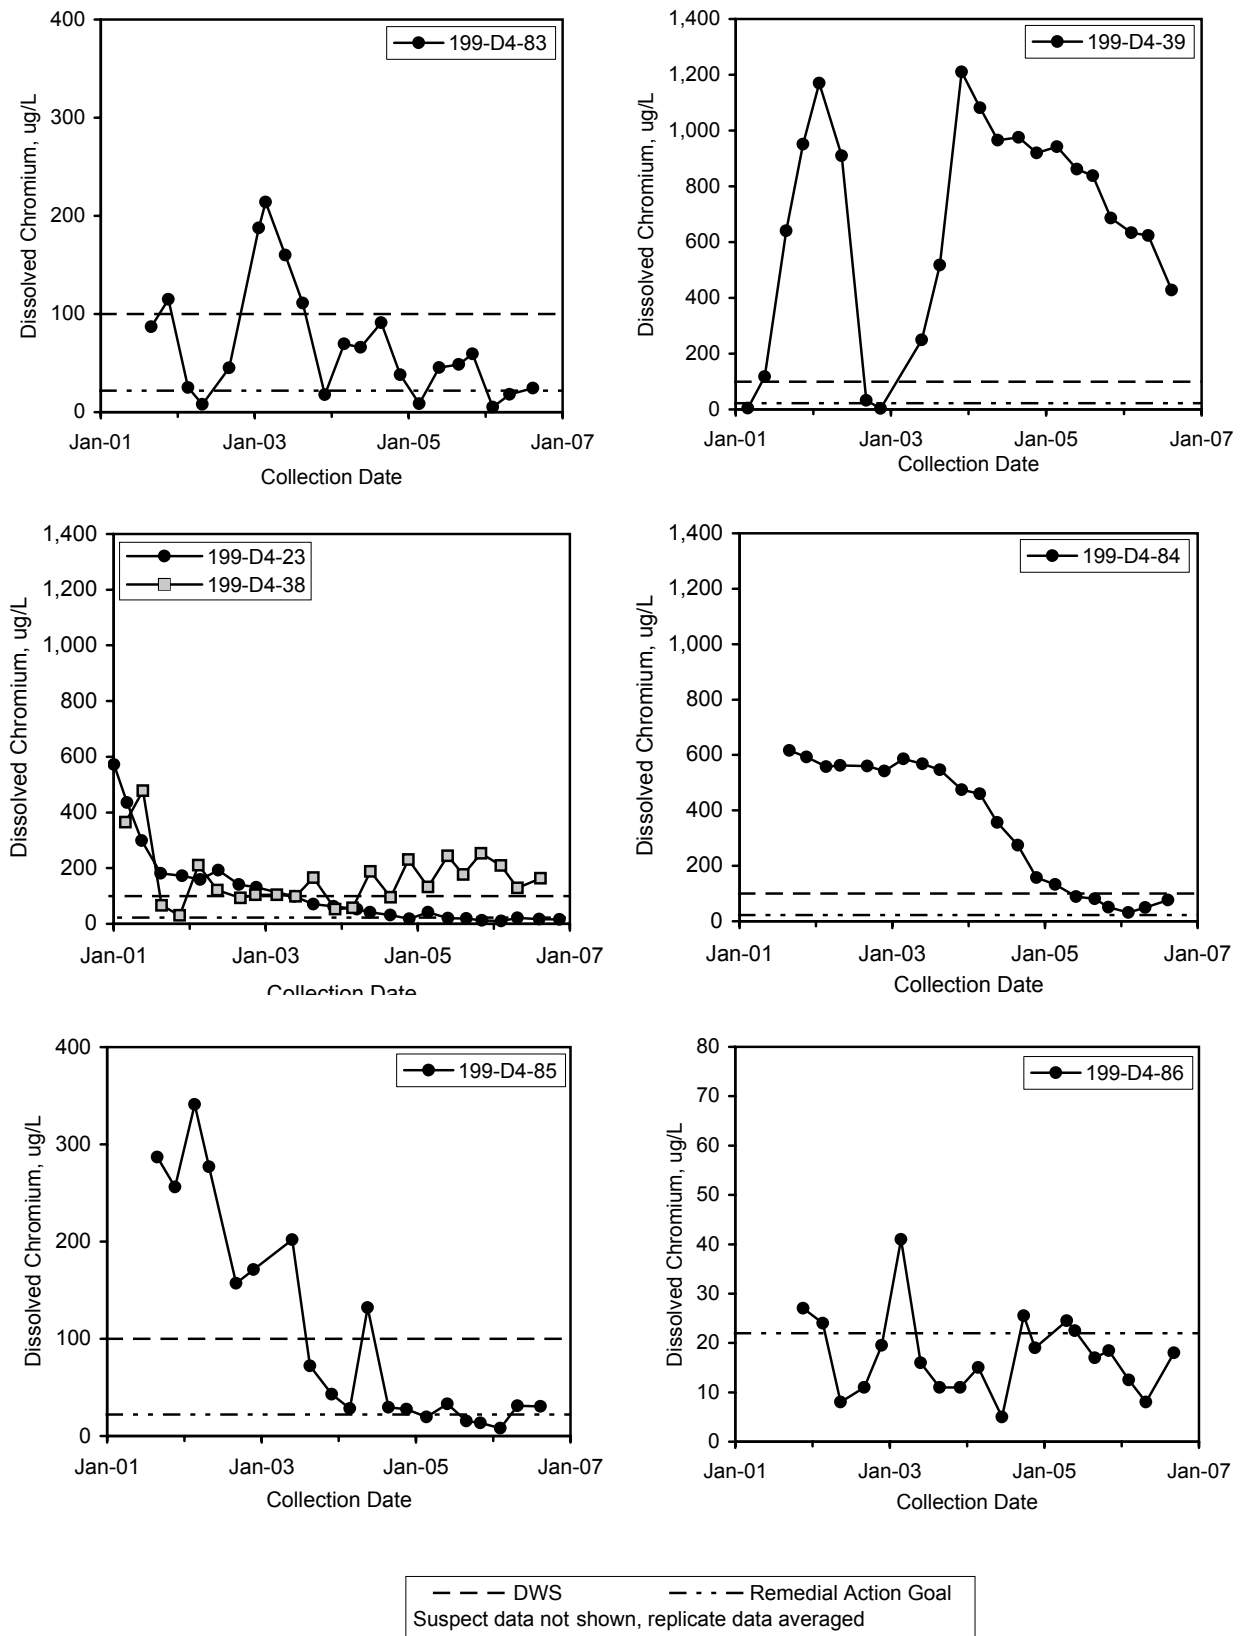 199-D4-83
Dissolved Chromium, ug/L
400
300
200
100
0
Jan-01 Jan-03 Jan-05 Jan-07
Collection Date
199-D4-39
Dissolved Chromium, ug/L
1,400
1,200
1,000
800
600
400
200
0
Jan-01 Jan-03 Jan-05 Jan-07
Collection Date
199-D4-23
199-D4-38
Dissolved Chromium, ug/L
1,400
1,200
1,000
800
600
400
200
0
Jan-01 Jan-03 Jan-05 Jan-07
Collection Date
199-D4-84
Dissolved Chromium, ug/L
1,400
1,200
1,000
800
600
400
200
0
Jan-01 Jan-03 Jan-05 Jan-07
Collection Date
199-D4-85
Dissolved Chromium, ug/L
400
300
200
100
0
Jan-01 Jan-03 Jan-05 Jan-07
Collection Date
199-D4-86
Dissolved Chromium, ug/L
80
70
60
50
40
30
20
10
0
Jan-01 Jan-03 Jan-05 Jan-07
Collection Date
DWS Remedial Action Goal
Suspect data not shown, replicate data averaged